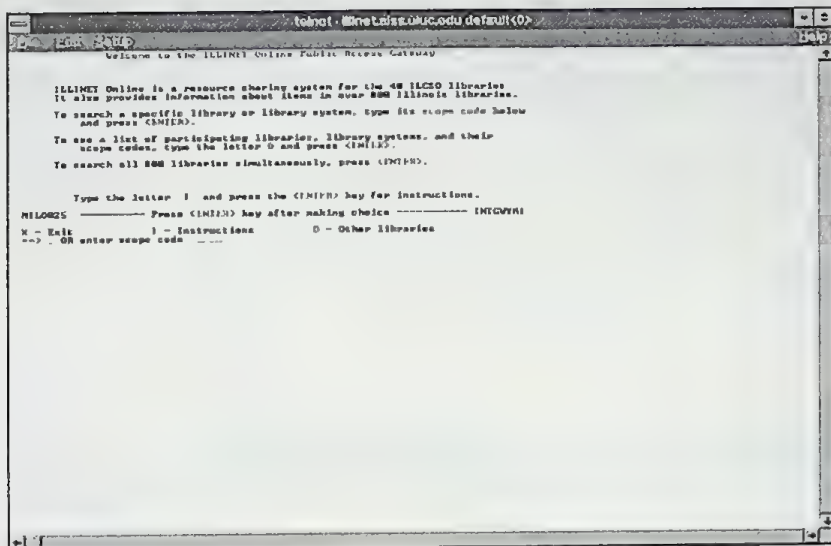 telnet - illinet.aiss.uiuc.edu default<0>
File Edit Setup Help
Welcome to the ILLINET Online Public Access Gateway
ILLINET Online is a resource sharing system for the 40 ILCSO libraries
It also provides information about items in over 800 Illinois libraries.
To search a specific library or library system, type its scope code below
and press <ENTER>.
To see a list of participating libraries, library systems, and their
scope codes, type the letter O and press <ENTER>.
To search all 800 libraries simultaneously, press <ENTER>.
Type the letter I and press the <ENTER> key for instructions.
Press <ENTER> key after making choice
X - Exit I - Instructions O - Other libraries
--> . OR enter scope code